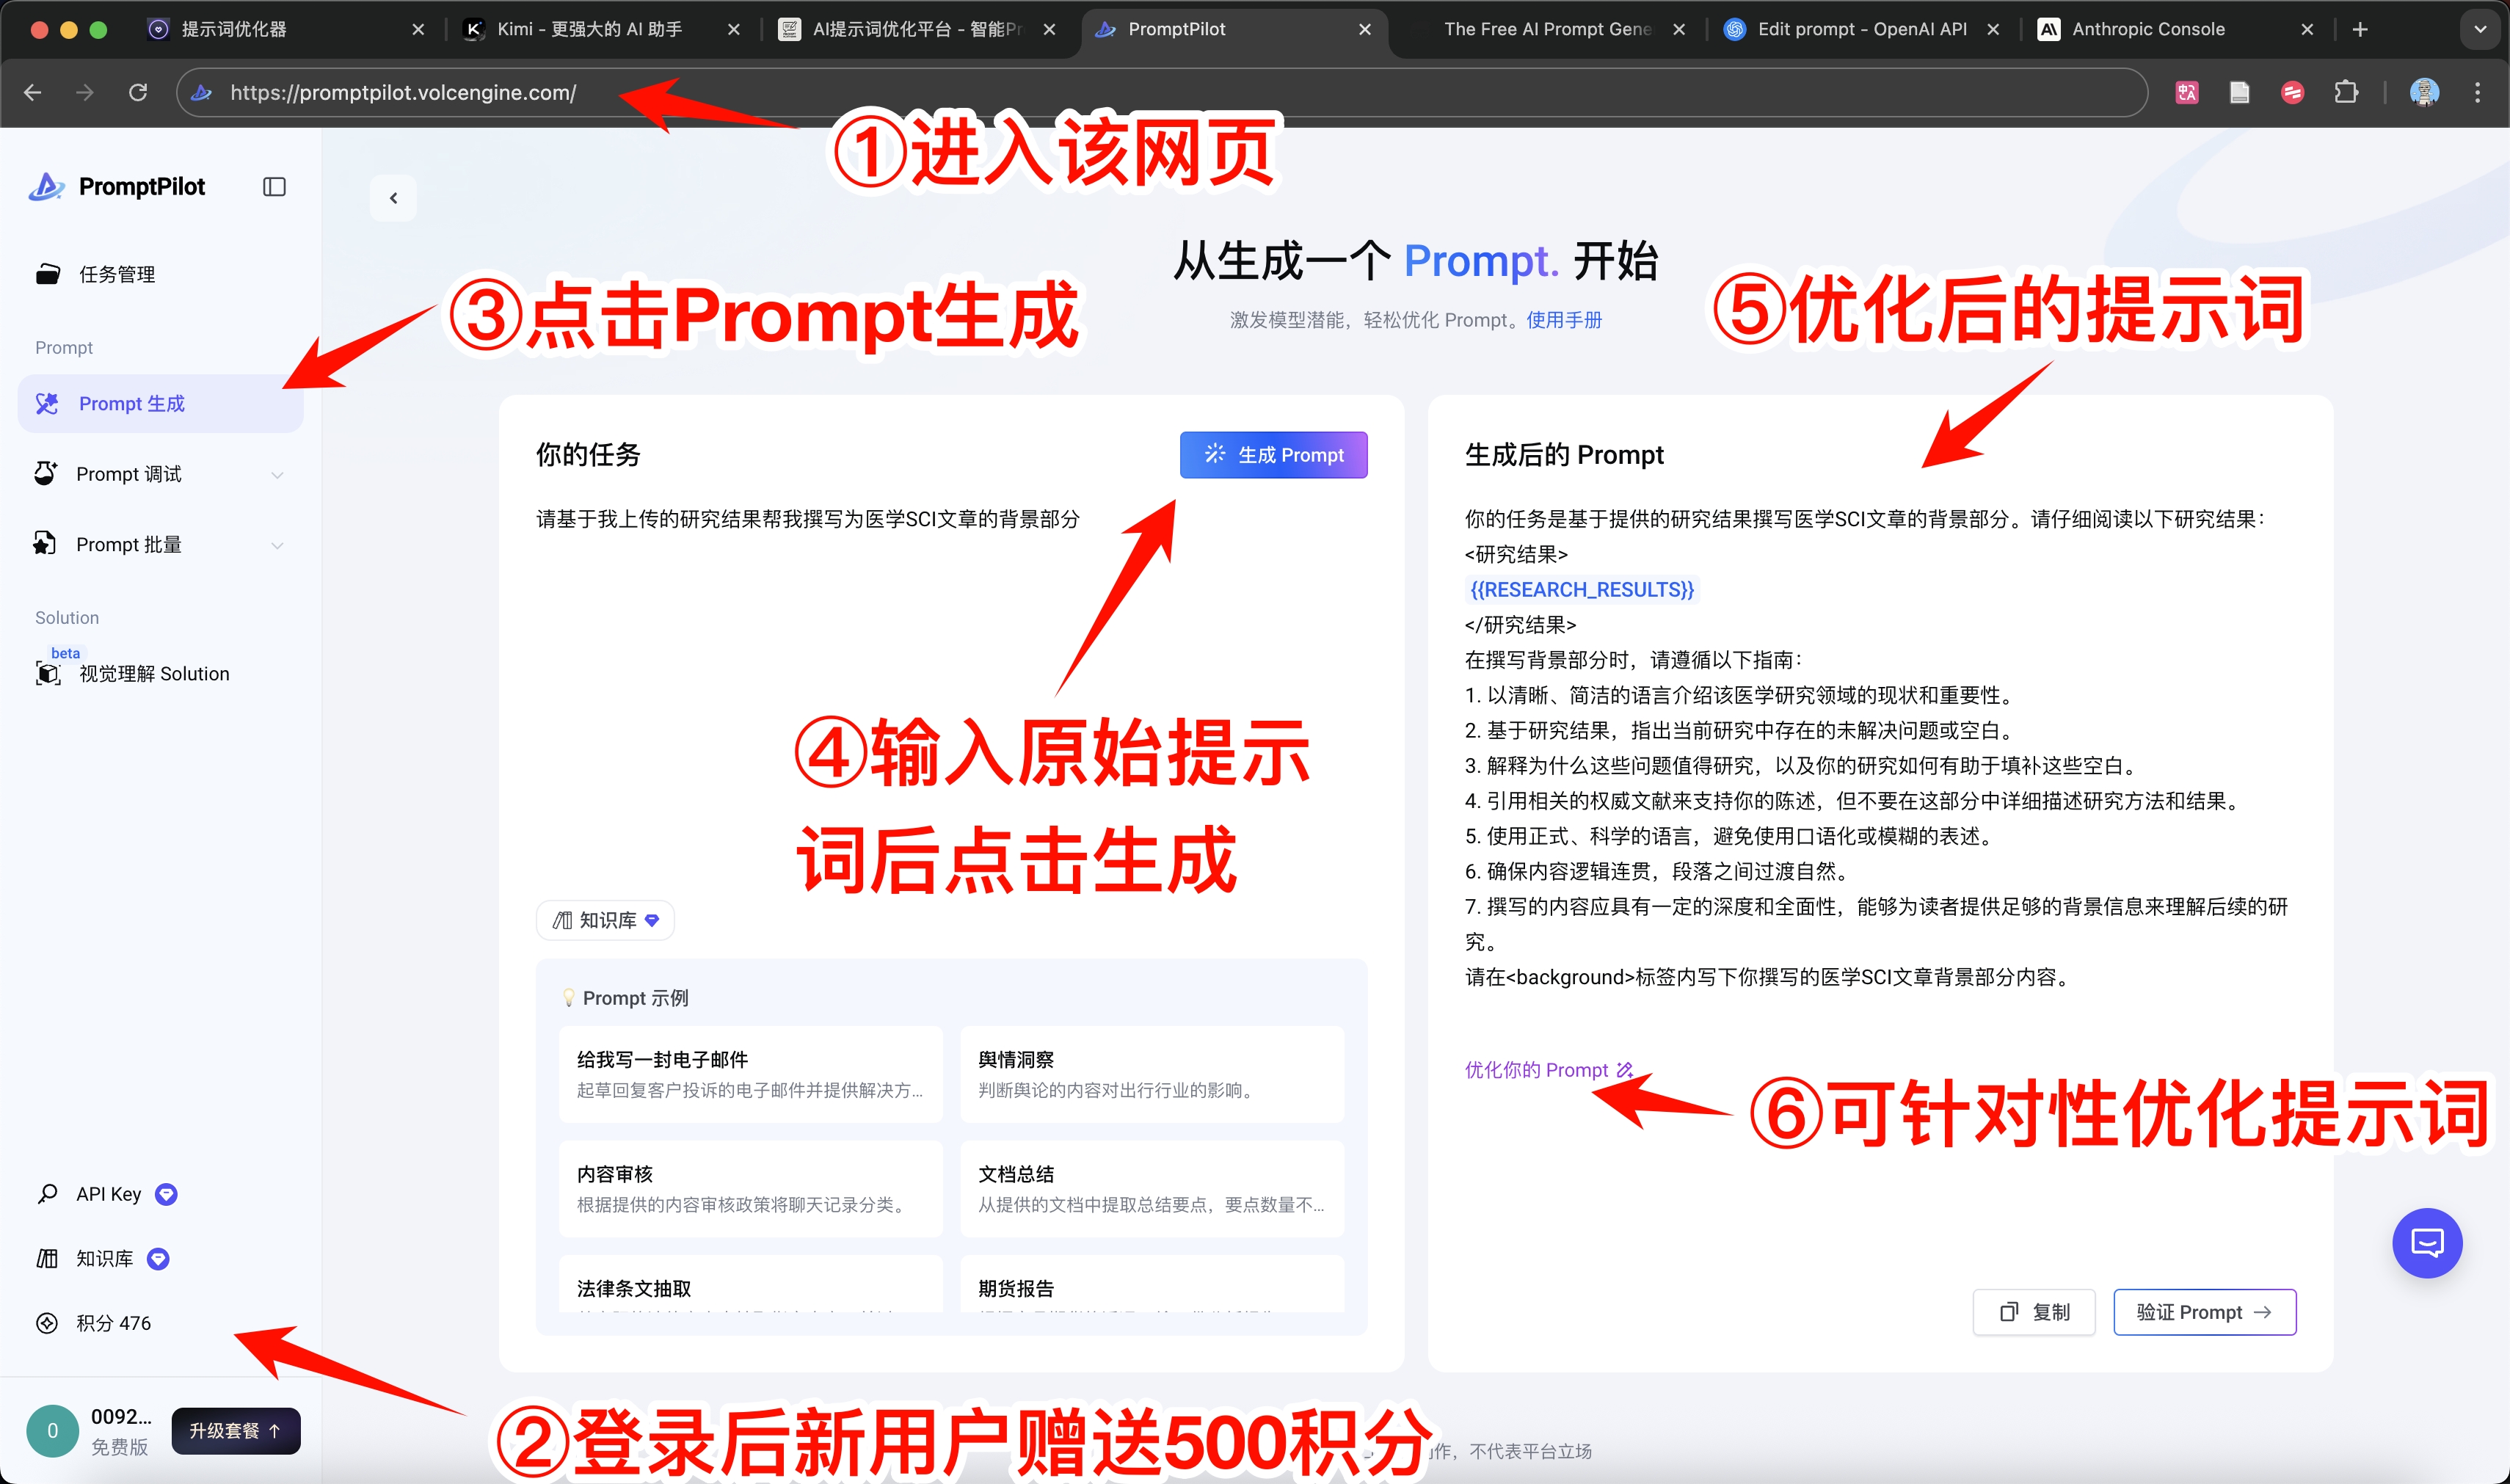 提示词优化器
Kimi - 更强大的 AI 助手
AI提示词优化平台 - 智能Pr
PromptPilot
The Free AI Prompt Gene
Edit prompt - OpenAI API
Anthropic Console
https://promptpilot.volcengine.com/
①进入该网页
PromptPilot
任务管理
③点击Prompt生成
Prompt
Prompt 生成
Prompt 调试
Prompt 批量
Solution
beta
视觉理解 Solution
API Key
知识库
积分 476
0
0092...
免费版
升级套餐 ↑
②登录后新用户赠送500积分
从生成一个 Prompt. 开始
激发模型潜能，轻松优化 Prompt。使用手册
你的任务
生成 Prompt
请基于我上传的研究结果帮我撰写为医学SCI文章的背景部分
④输入原始提示
词后点击生成
知识库
Prompt 示例
给我写一封电子邮件
起草回复客户投诉的电子邮件并提供解决方...
舆情洞察
判断舆论的内容对出行行业的影响。
内容审核
根据提供的内容审核政策将聊天记录分类。
文档总结
从提供的文档中提取总结要点，要点数量不...
法律条文抽取
期货报告
⑤优化后的提示词
生成后的 Prompt
你的任务是基于提供的研究结果撰写医学SCI文章的背景部分。请仔细阅读以下研究结果：
<研究结果>
{{RESEARCH_RESULTS}}
</研究结果>
在撰写背景部分时，请遵循以下指南：
1. 以清晰、简洁的语言介绍该医学研究领域的现状和重要性。
2. 基于研究结果，指出当前研究中存在的未解决问题或空白。
3. 解释为什么这些问题值得研究，以及你的研究如何有助于填补这些空白。
4. 引用相关的权威文献来支持你的陈述，但不要在这部分中详细描述研究方法和结果。
5. 使用正式、科学的语言，避免使用口语化或模糊的表述。
6. 确保内容逻辑连贯，段落之间过渡自然。
7. 撰写的内容应具有一定的深度和全面性，能够为读者提供足够的背景信息来理解后续的研
究。
请在<background>标签内写下你撰写的医学SCI文章背景部分内容。
优化你的 Prompt
⑥可针对性优化提示词
复制
验证 Prompt →
作，不代表平台立场